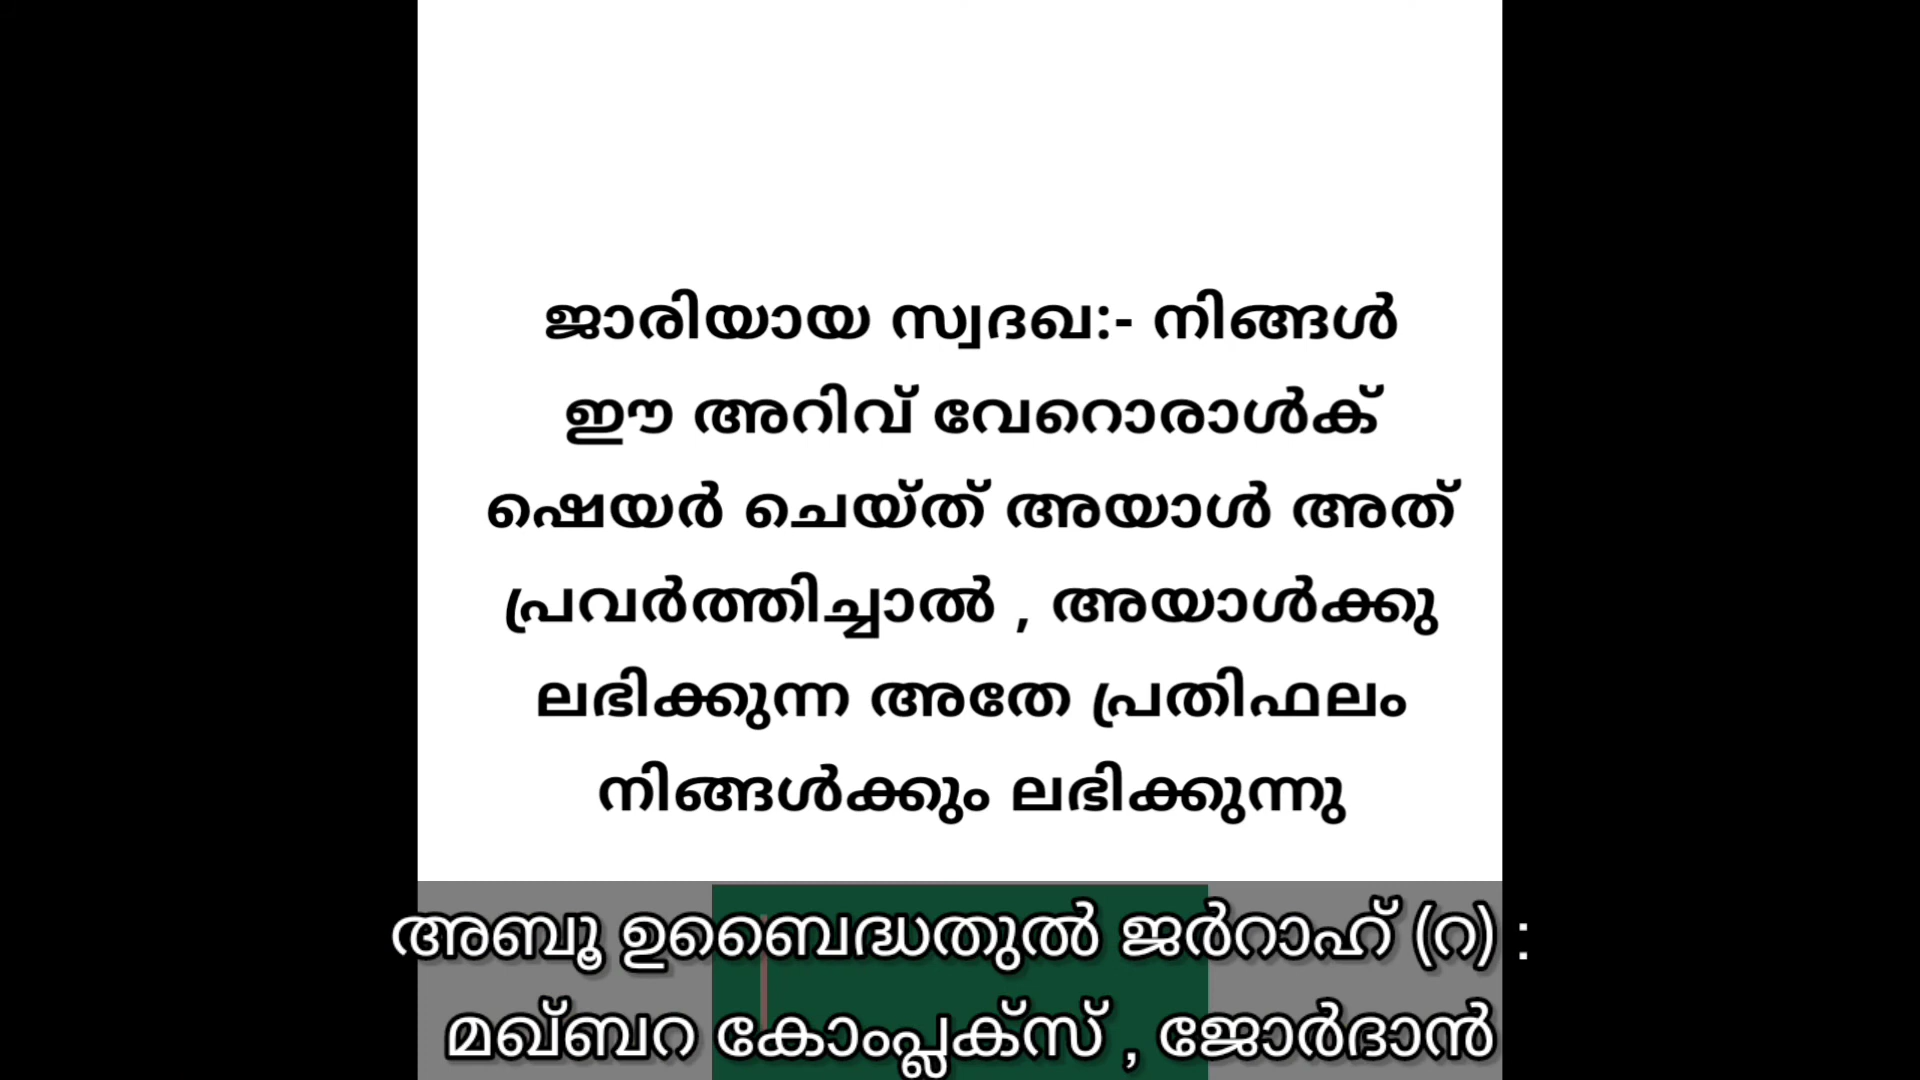 ജാരിയായ സ്വദഖ:- നിങ്ങൾ
ഈ അറിവ് വേറൊരാൾക്
ഷെയർ ചെയ്ത് അയാൾ അത്
പ്രവർത്തിച്ചാൽ , അയാൾക്കു
ലഭിക്കുന്ന അതേ പ്രതിഫലം
നിങ്ങൾക്കും ലഭിക്കുന്നു
അബൂ ഉബൈദ്ധതുൽ ജർറാഹ് (റ) :
മഖ്ബറ കോംപ്ലക്സ് , ജോർദാൻ